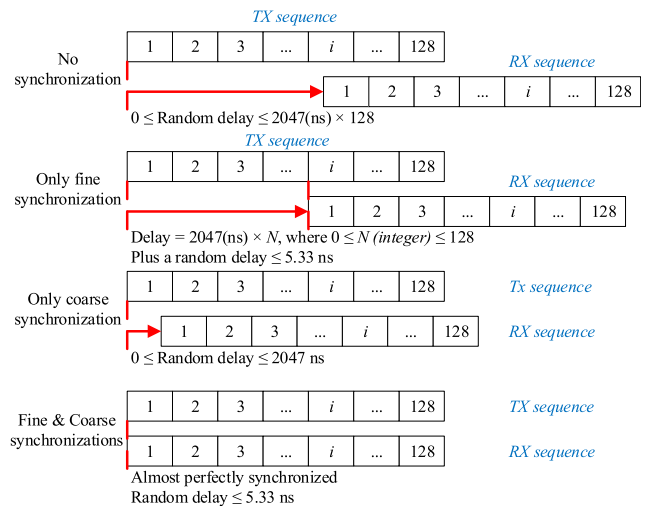 TX sequence
No synchronization
1 2 3 ... i ... 128
RX sequence
1 2 3 ... i ... 128
0 ≤ Random delay ≤ 2047(ns) × 128
TX sequence
Only fine synchronization
1 2 3 ... i ... 128
RX sequence
1 2 3 ... i ... 128
Delay = 2047(ns) × N, where 0 ≤ N (integer) ≤ 128
Plus a random delay ≤ 5.33 ns
Only coarse synchronization
1 2 3 ... i ... 128
Tx sequence
1 2 3 ... i ... 128
RX sequence
0 ≤ Random delay ≤ 2047 ns
Fine & Coarse synchronizations
1 2 3 ... i ... 128
TX sequence
1 2 3 ... i ... 128
RX sequence
Almost perfectly synchronized
Random delay ≤ 5.33 ns